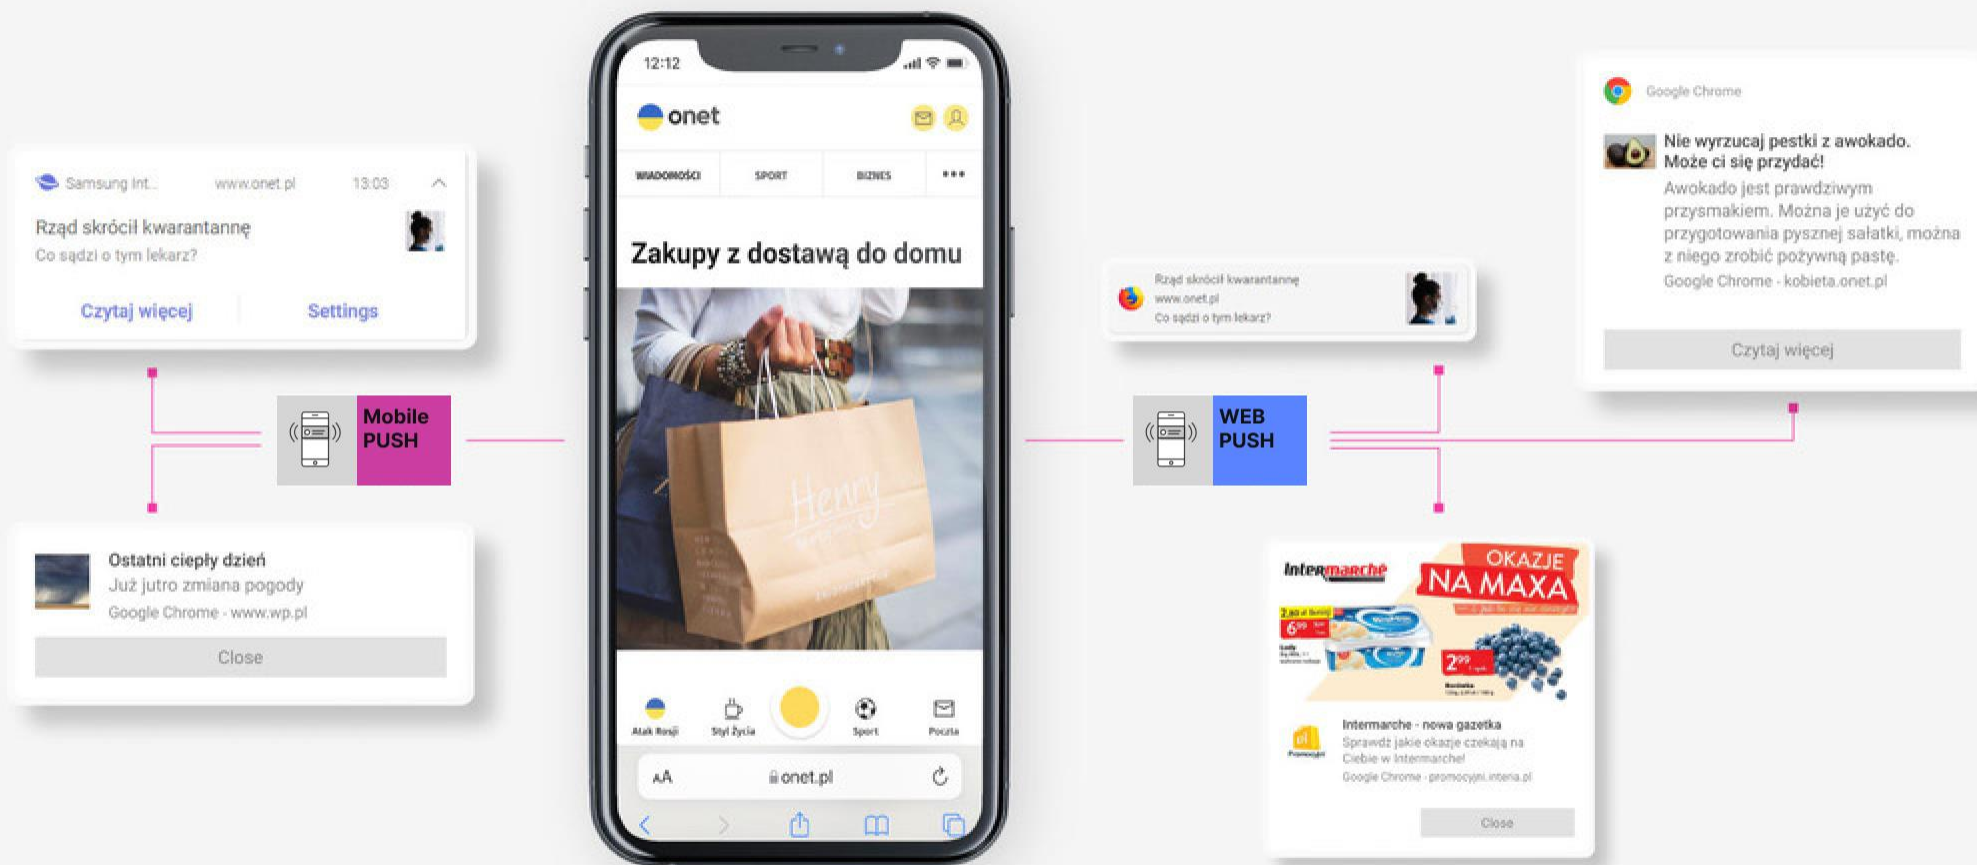 Samsung Int... www.onet.pl 13:03
Rząd skrócił kwarantannę
Co sądzi o tym lekarz?
Czytaj więcej Settings
Mobile
PUSH
Ostatni ciepły dzień
Już jutro zmiana pogody
Google Chrome - www.wp.pl
Close
12:12
onet
WIADOMOŚCI SPORT BIZNES
Zakupy z dostawą do domu
Henry
Atak Rosji Styl Życia Sport Poczta
AA onet.pl
Rząd skrócił kwarantannę
www.onet.pl
Co sądzi o tym lekarz?
WEB
PUSH
Google Chrome
Nie wyrzucaj pestki z awokado.
Może ci się przydać!
Awokado jest prawdziwym
przysmakiem. Można je użyć do
przygotowania pysznej sałatki, można
z niego zrobić pożywną pastę.
Google Chrome - kobieta.onet.pl
Czytaj więcej
Intermarché
OKAZJE
NA MAXA
699
299
Borówka
pl
Promocyjni
Intermarche - nowa gazetka
Sprawdź jakie okazje czekają na
Ciebie w Intermarche!
Google Chrome - promocyjni.interia.pl
Close